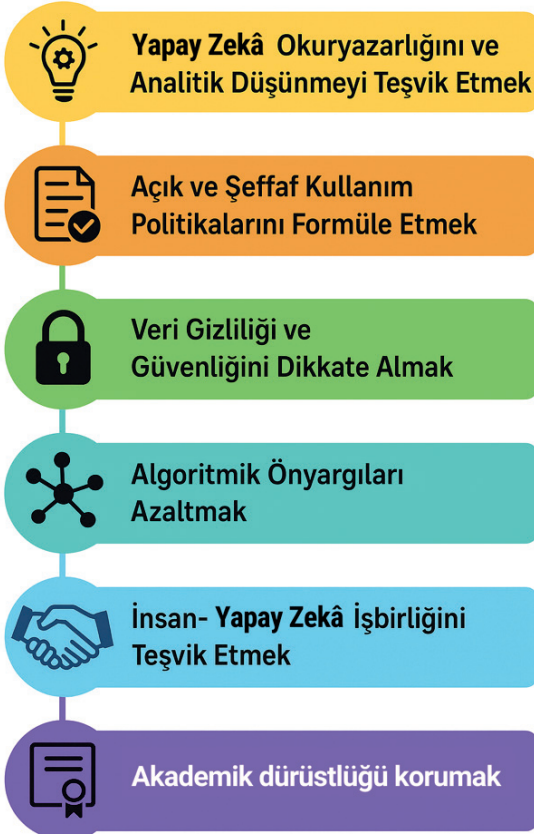 Yapay Zekâ Okuryazarlığını ve
Analitik Düşünmeyi Teşvik Etmek
Açık ve Şeffaf Kullanım
Politikalarını Formüle Etmek
Veri Gizliliği ve
Güvenliğini Dikkate Almak
Algoritmik Önyargıları
Azaltmak
İnsan- Yapay Zekâ İşbirliğini
Teşvik Etmek
Akademik dürüstlüğü korumak